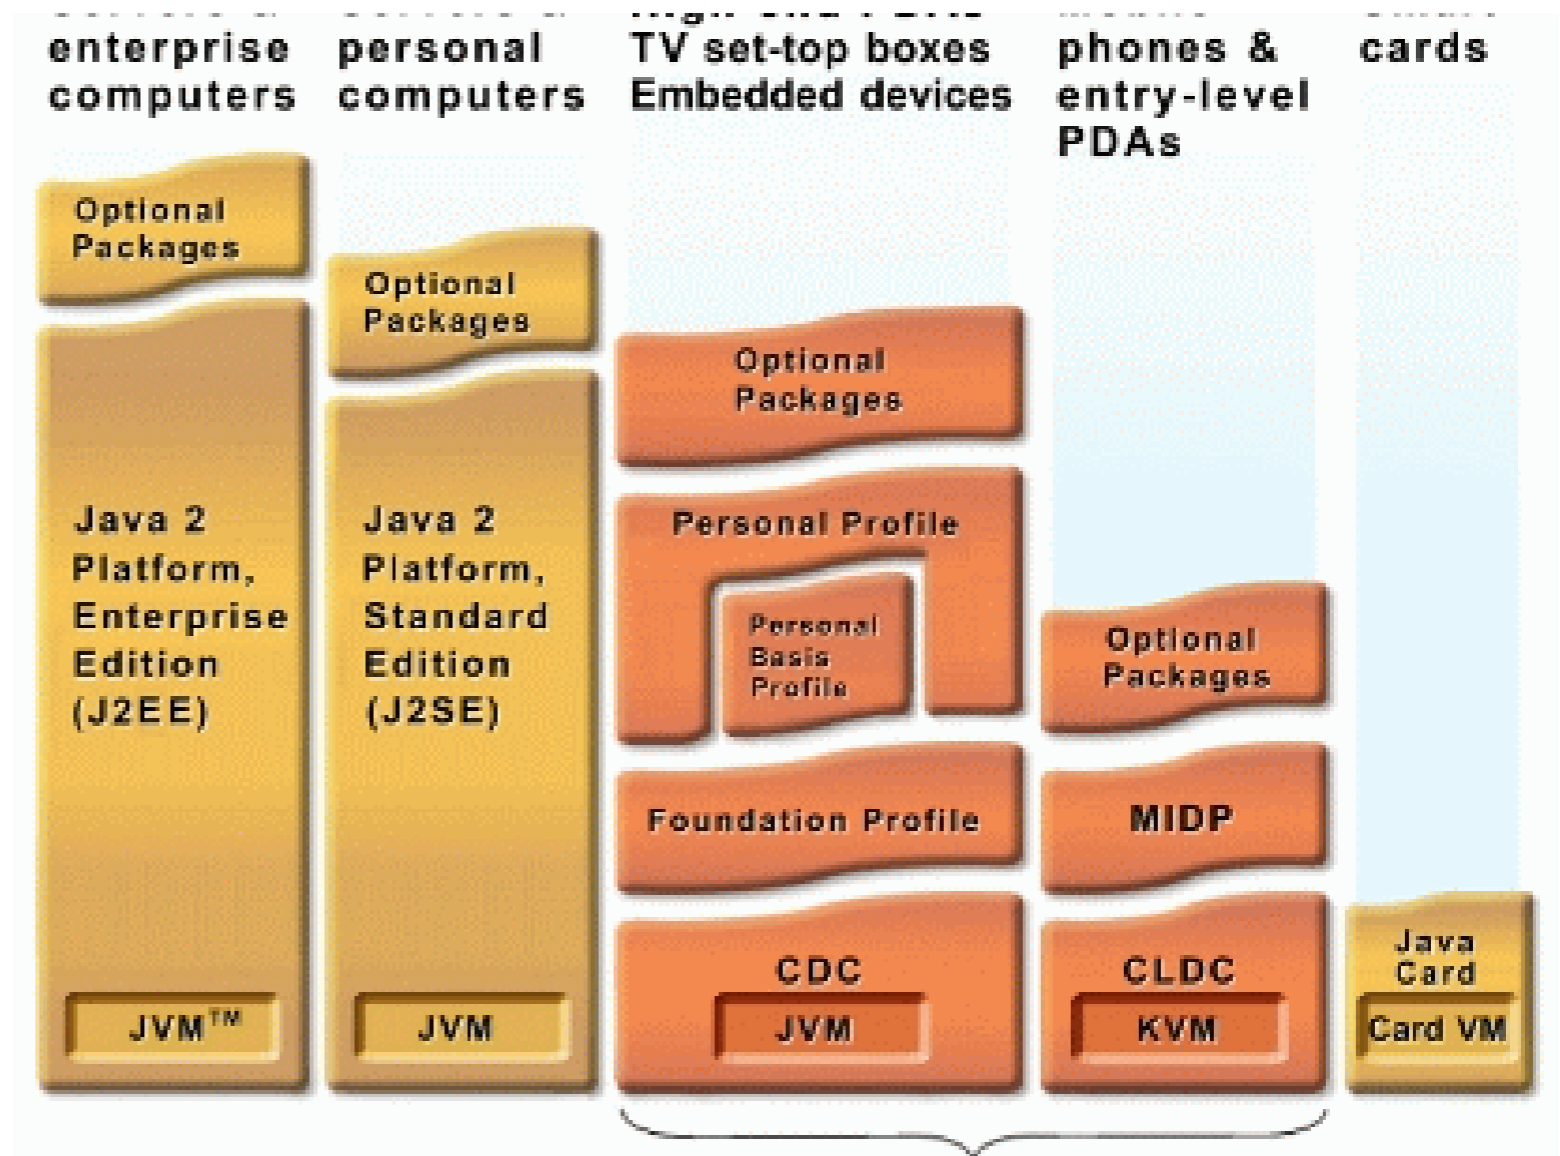 enterprise
computers
personal
computers
TV set-top boxes
Embedded devices
phones &
entry-level
PDAs
cards
Optional
Packages
Java 2
Platform,
Enterprise
Edition
(J2EE)
JVM™
Optional
Packages
Java 2
Platform,
Standard
Edition
(J2SE)
JVM
Optional
Packages
Personal Profile
Personal
Basis
Profile
Foundation Profile
CDC
JVM
Optional
Packages
MIDP
CLDC
KVM
Java
Card
Card VM